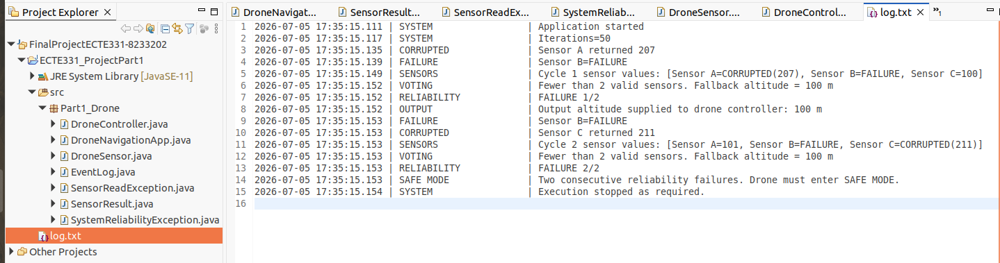 Project Explorer
FinalProjectECTE331-8233202
ECTE331_ProjectPart1
JRE System Library [JavaSE-11]
src
Part1_Drone
DroneController.java
DroneNavigationApp.java
DroneSensor.java
EventLog.java
SensorReadException.java
SensorResult.java
SystemReliabilityException.java
log.txt
Other Projects
DroneNavigat... SensorResult... SensorReadEx... SystemReliab... DroneSensor.... DroneControl... log.txt »1
1 2026-07-05 17:35:15.111 | SYSTEM | Application started
2 2026-07-05 17:35:15.117 | SYSTEM | Iterations=50
3 2026-07-05 17:35:15.135 | CORRUPTED | Sensor A returned 207
4 2026-07-05 17:35:15.139 | FAILURE | Sensor B=FAILURE
5 2026-07-05 17:35:15.149 | SENSORS | Cycle 1 sensor values: [Sensor A=CORRUPTED(207), Sensor B=FAILURE, Sensor C=100]
6 2026-07-05 17:35:15.152 | VOTING | Fewer than 2 valid sensors. Fallback altitude = 100 m
7 2026-07-05 17:35:15.152 | RELIABILITY | FAILURE 1/2
8 2026-07-05 17:35:15.152 | OUTPUT | Output altitude supplied to drone controller: 100 m
9 2026-07-05 17:35:15.153 | FAILURE | Sensor B=FAILURE
10 2026-07-05 17:35:15.153 | CORRUPTED | Sensor C returned 211
11 2026-07-05 17:35:15.153 | SENSORS | Cycle 2 sensor values: [Sensor A=101, Sensor B=FAILURE, Sensor C=CORRUPTED(211)]
12 2026-07-05 17:35:15.153 | VOTING | Fewer than 2 valid sensors. Fallback altitude = 100 m
13 2026-07-05 17:35:15.153 | RELIABILITY | FAILURE 2/2
14 2026-07-05 17:35:15.153 | SAFE MODE | Two consecutive reliability failures. Drone must enter SAFE MODE.
15 2026-07-05 17:35:15.154 | SYSTEM | Execution stopped as required.
16